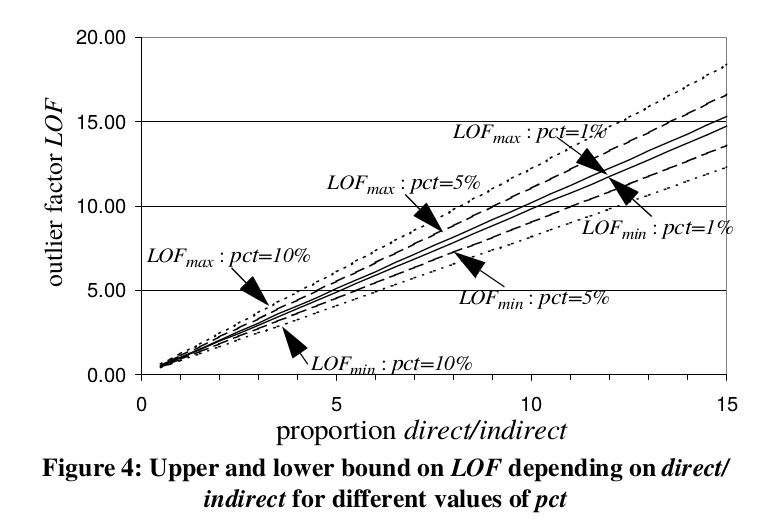 20.00
15.00
10.00
5.00
0.00
outlier factor LOF
LOFmax : pct=1%
LOFmax : pct=5%
LOFmin : pct=1%
LOFmax : pct=10%
LOFmin : pct=5%
LOFmin : pct=10%
0 5 10 15
proportion direct/indirect
Figure 4: Upper and lower bound on LOF depending on direct/
indirect for different values of pct